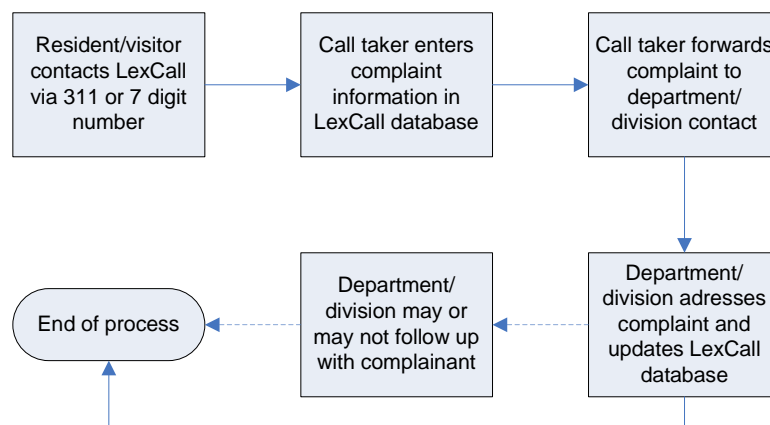 Resident/visitor
contacts LexCall
via 311 or 7 digit
number
Call taker enters
complaint
information in
LexCall database
Call taker forwards
complaint to
department/
division contact
Department/
division adresses
complaint and
updates LexCall
database
Department/
division may or
may not follow up
with complainant
End of process